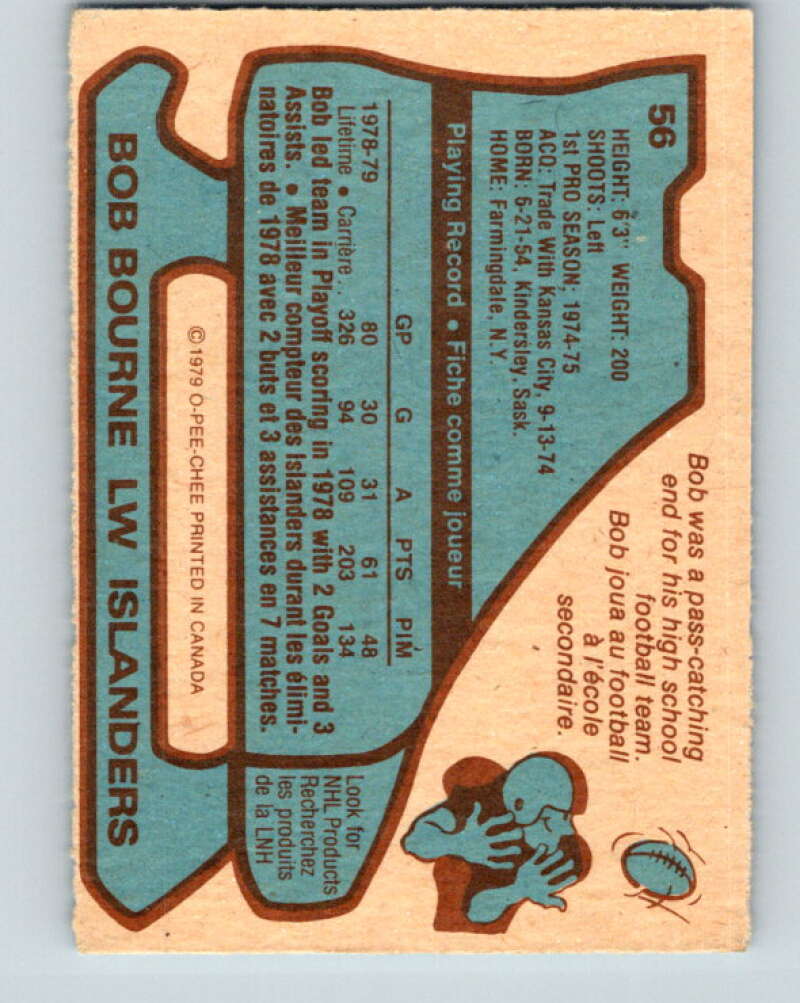 56
HEIGHT: 6'3" WEIGHT: 200
SHOOTS: Left
1st PRO SEASON: 1974-75
ACQ: Trade With Kansas City, 9-13-74
BORN: 6-21-54, Kindersley, Sask.
HOME: Farmingdale, N.Y.
Bob was a pass-catching
end for his high school
football team.
Bob joua au football
à l'école
secondaire.
Playing Record • Fiche comme joueur
GP G A PTS PIM
1978-79 80 30 31 61 48
Lifetime • Carrière .. 326 94 109 203 134
Bob led team in Playoff scoring in 1978 with 2 Goals and 3
Assists. • Meilleur compteur des Islanders durant les élimi-
natoires de 1978 avec 2 buts et 3 assistances en 7 matches.
Look for
NHL Products
Recherchez
les produits
de la LNH
© 1979 O-PEE-CHEE PRINTED IN CANADA
BOB BOURNE LW ISLANDERS